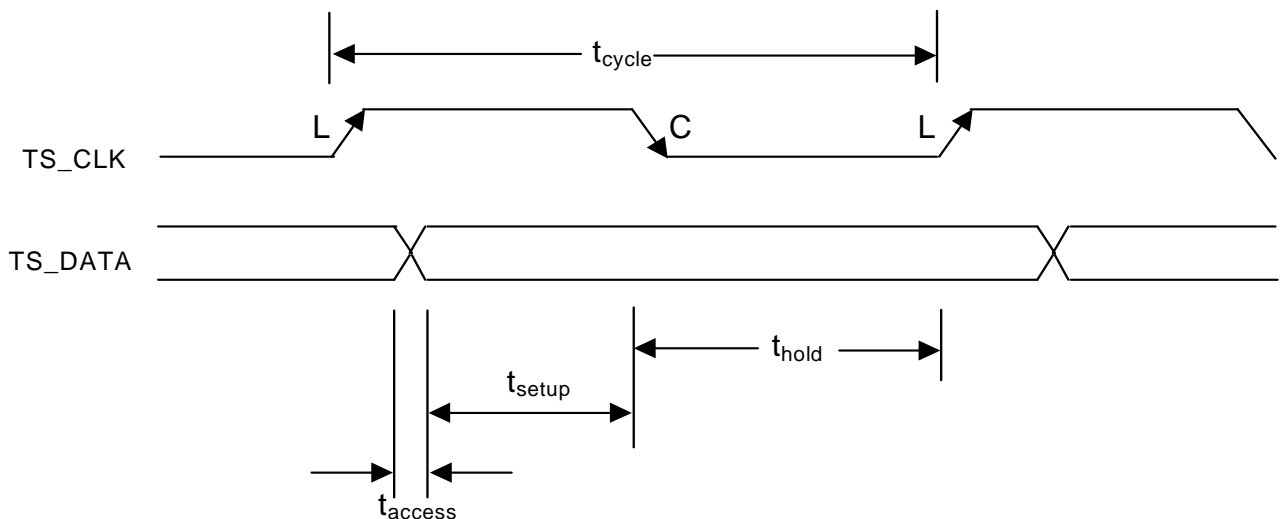 tcycle
L C L
TS_CLK
TS_DATA
thold
tsetup
taccess